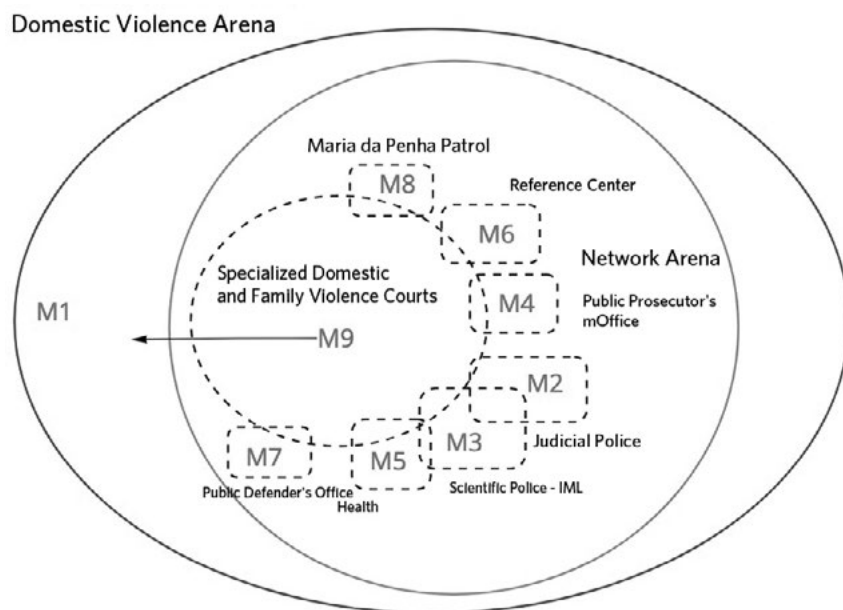 Domestic Violence Arena
Maria da Penha Patrol
M8
Reference Center
M6
Network Arena
Specialized Domestic
and Family Violence Courts
M4
Public Prosecutor's
mOffice
M1
M9
M2
Judicial Police
M3
M7
M5
Public Defender's Office
Health
Scientific Police - IML